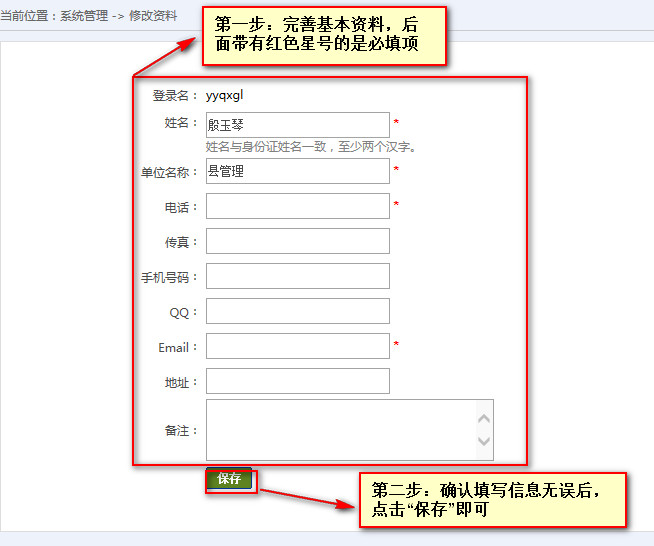 当前位置：系统管理 -> 修改资料
第一步：完善基本资料，后
面带有红色星号的是必填项
登录名： yyqxgl
姓名： 殷玉琴 *
姓名与身份证姓名一致，至少两个汉字。
单位名称： 县管理 *
电话： *
传真：
手机号码：
QQ：
Email： *
地址：
备注：
保存
第二步：确认填写信息无误后，
点击“保存”即可